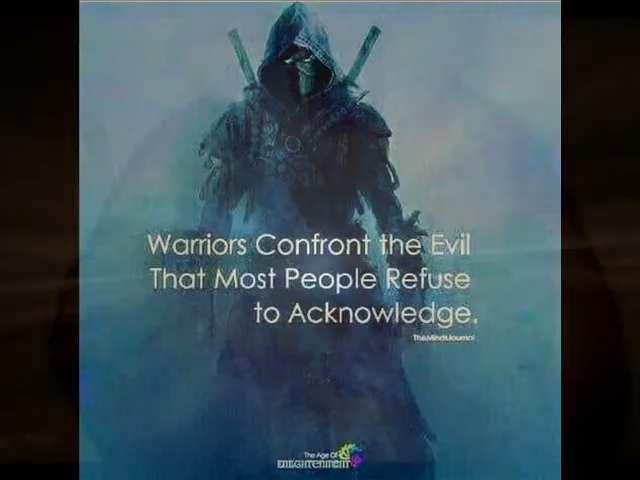 Warriors Confront the Evil
That Most People Refuse
to Acknowledge.
TheMindsJournal
The Age Of
ENLIGHTENMENT